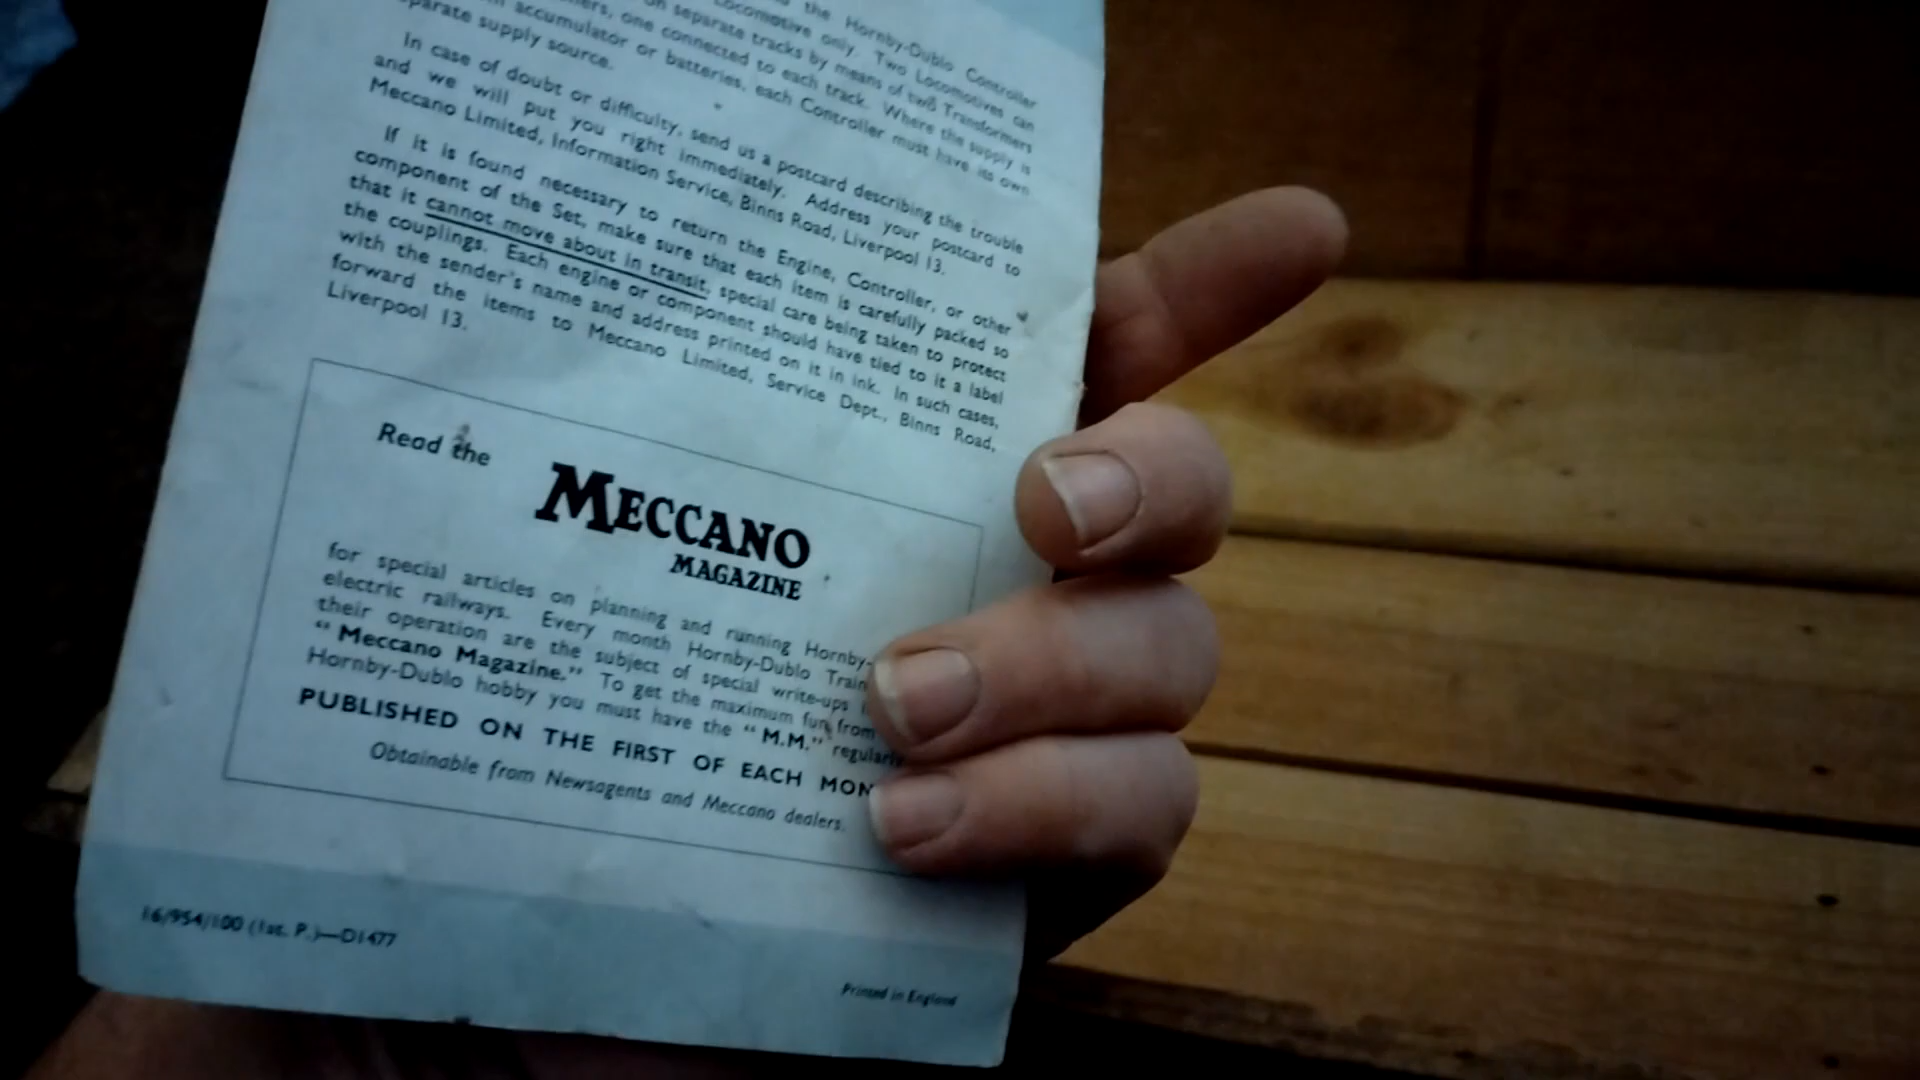 the Hornby-Dublo Controller
Locomotive only. Two Locomotives can
on separate tracks by means of two Transformers
one connected to each track. Where the supply is
accumulator or batteries, each Controller must have its own
separate supply source.
In case of doubt or difficulty, send us a postcard describing the trouble
and we will put you right immediately. Address your postcard to
Meccano Limited, Information Service, Binns Road, Liverpool 13.
If it is found necessary to return the Engine, Controller, or other
component of the Set, make sure that each item is carefully packed so
that it cannot move about in transit, special care being taken to protect
the couplings. Each engine or component should have tied to it a label
with the sender's name and address printed on it in ink. In such cases,
forward the items to Meccano Limited, Service Dept., Binns Road,
Liverpool 13.
Read the
MECCANO
MAGAZINE
for special articles on planning and running Hornby-
electric railways. Every month Hornby-Dublo Train
their operation are the subject of special write-ups
"Meccano Magazine." To get the maximum fun from
Hornby-Dublo hobby you must have the "M.M." regularly
PUBLISHED ON THE FIRST OF EACH MON
Obtainable from Newsagents and Meccano dealers.
16/954/100 (1st. P.)—D1477
Printed in England